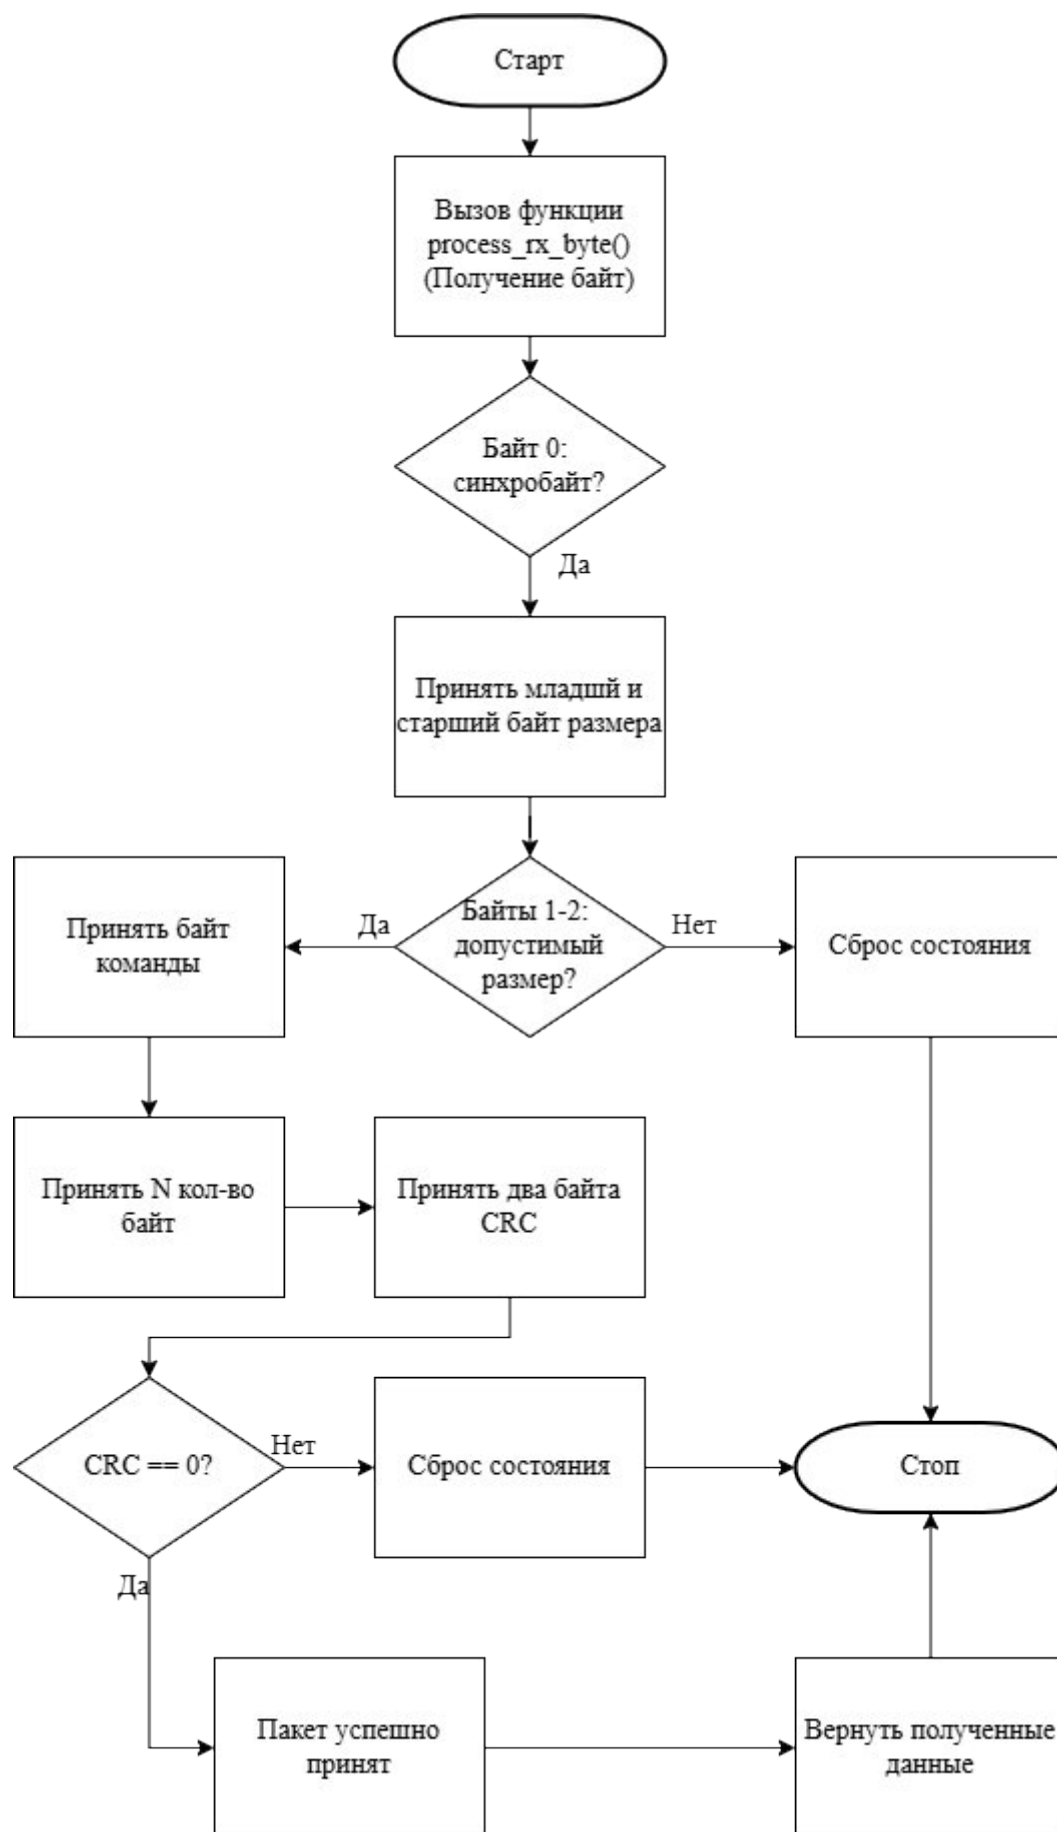 Старт
Вызов функции
process_rx_byte()
(Получение байт)
Байт 0:
синхробайт?
Да
Принять младшй и
старший байт размера
Принять байт
команды
Да
Байты 1-2:
допустимый
размер?
Нет
Сброс состояния
Принять N кол-во
байт
Принять два байта
CRC
CRC == 0?
Нет
Сброс состояния
Стоп
Да
Пакет успешно
принят
Вернуть полученные
данные